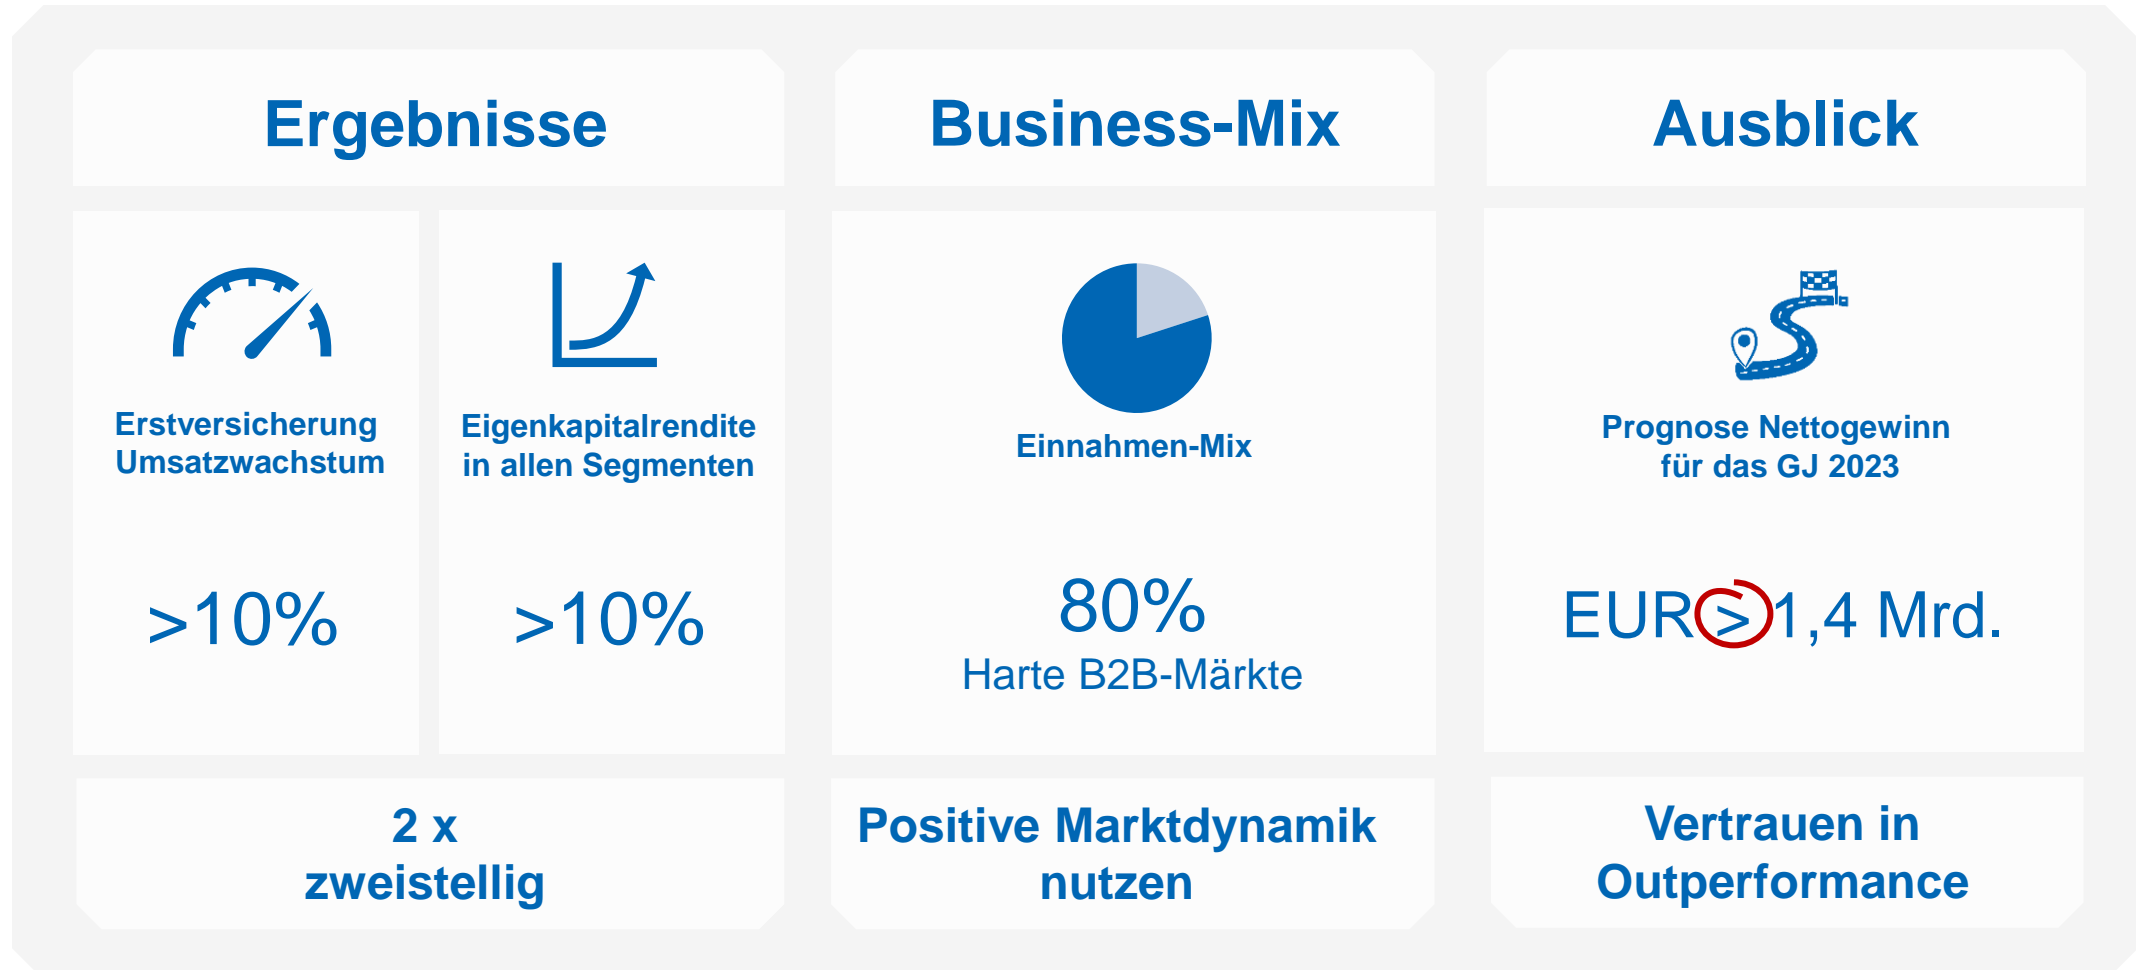 Ergebnisse
Erstversicherung
Umsatzwachstum
>10%
Eigenkapitalrendite
in allen Segmenten
>10%
2 x
zweistellig
Business-Mix
Einnahmen-Mix
80%
Harte B2B-Märkte
Positive Marktdynamik
nutzen
Ausblick
Prognose Nettogewinn
für das GJ 2023
EUR > 1,4 Mrd.
Vertrauen in
Outperformance